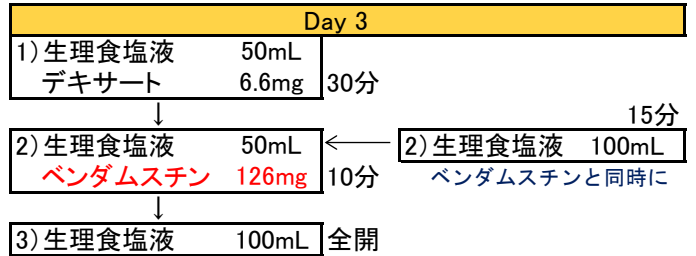 Day 3
1)生理食塩液 50mL
デキサート 6.6mg 30分
↓
15分
2)生理食塩液 50mL ← 2)生理食塩液 100mL
ベンダムスチン 126mg 10分 ベンダムスチンと同時に
↓
3)生理食塩液 100mL 全開